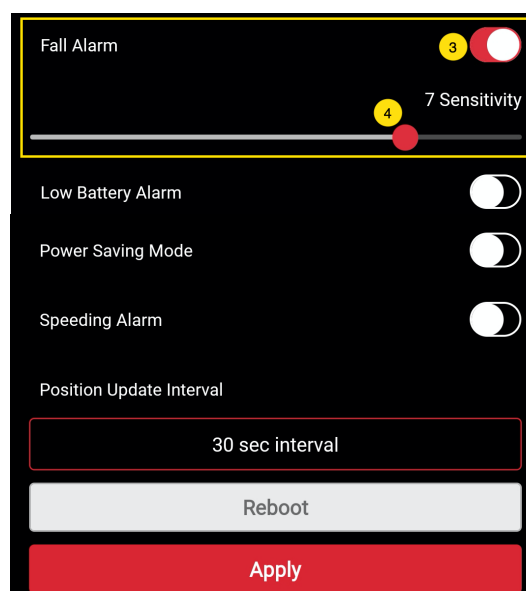 Fall Alarm
3
7 Sensitivity
4
Low Battery Alarm
Power Saving Mode
Speeding Alarm
Position Update Interval
30 sec interval
Reboot
Apply